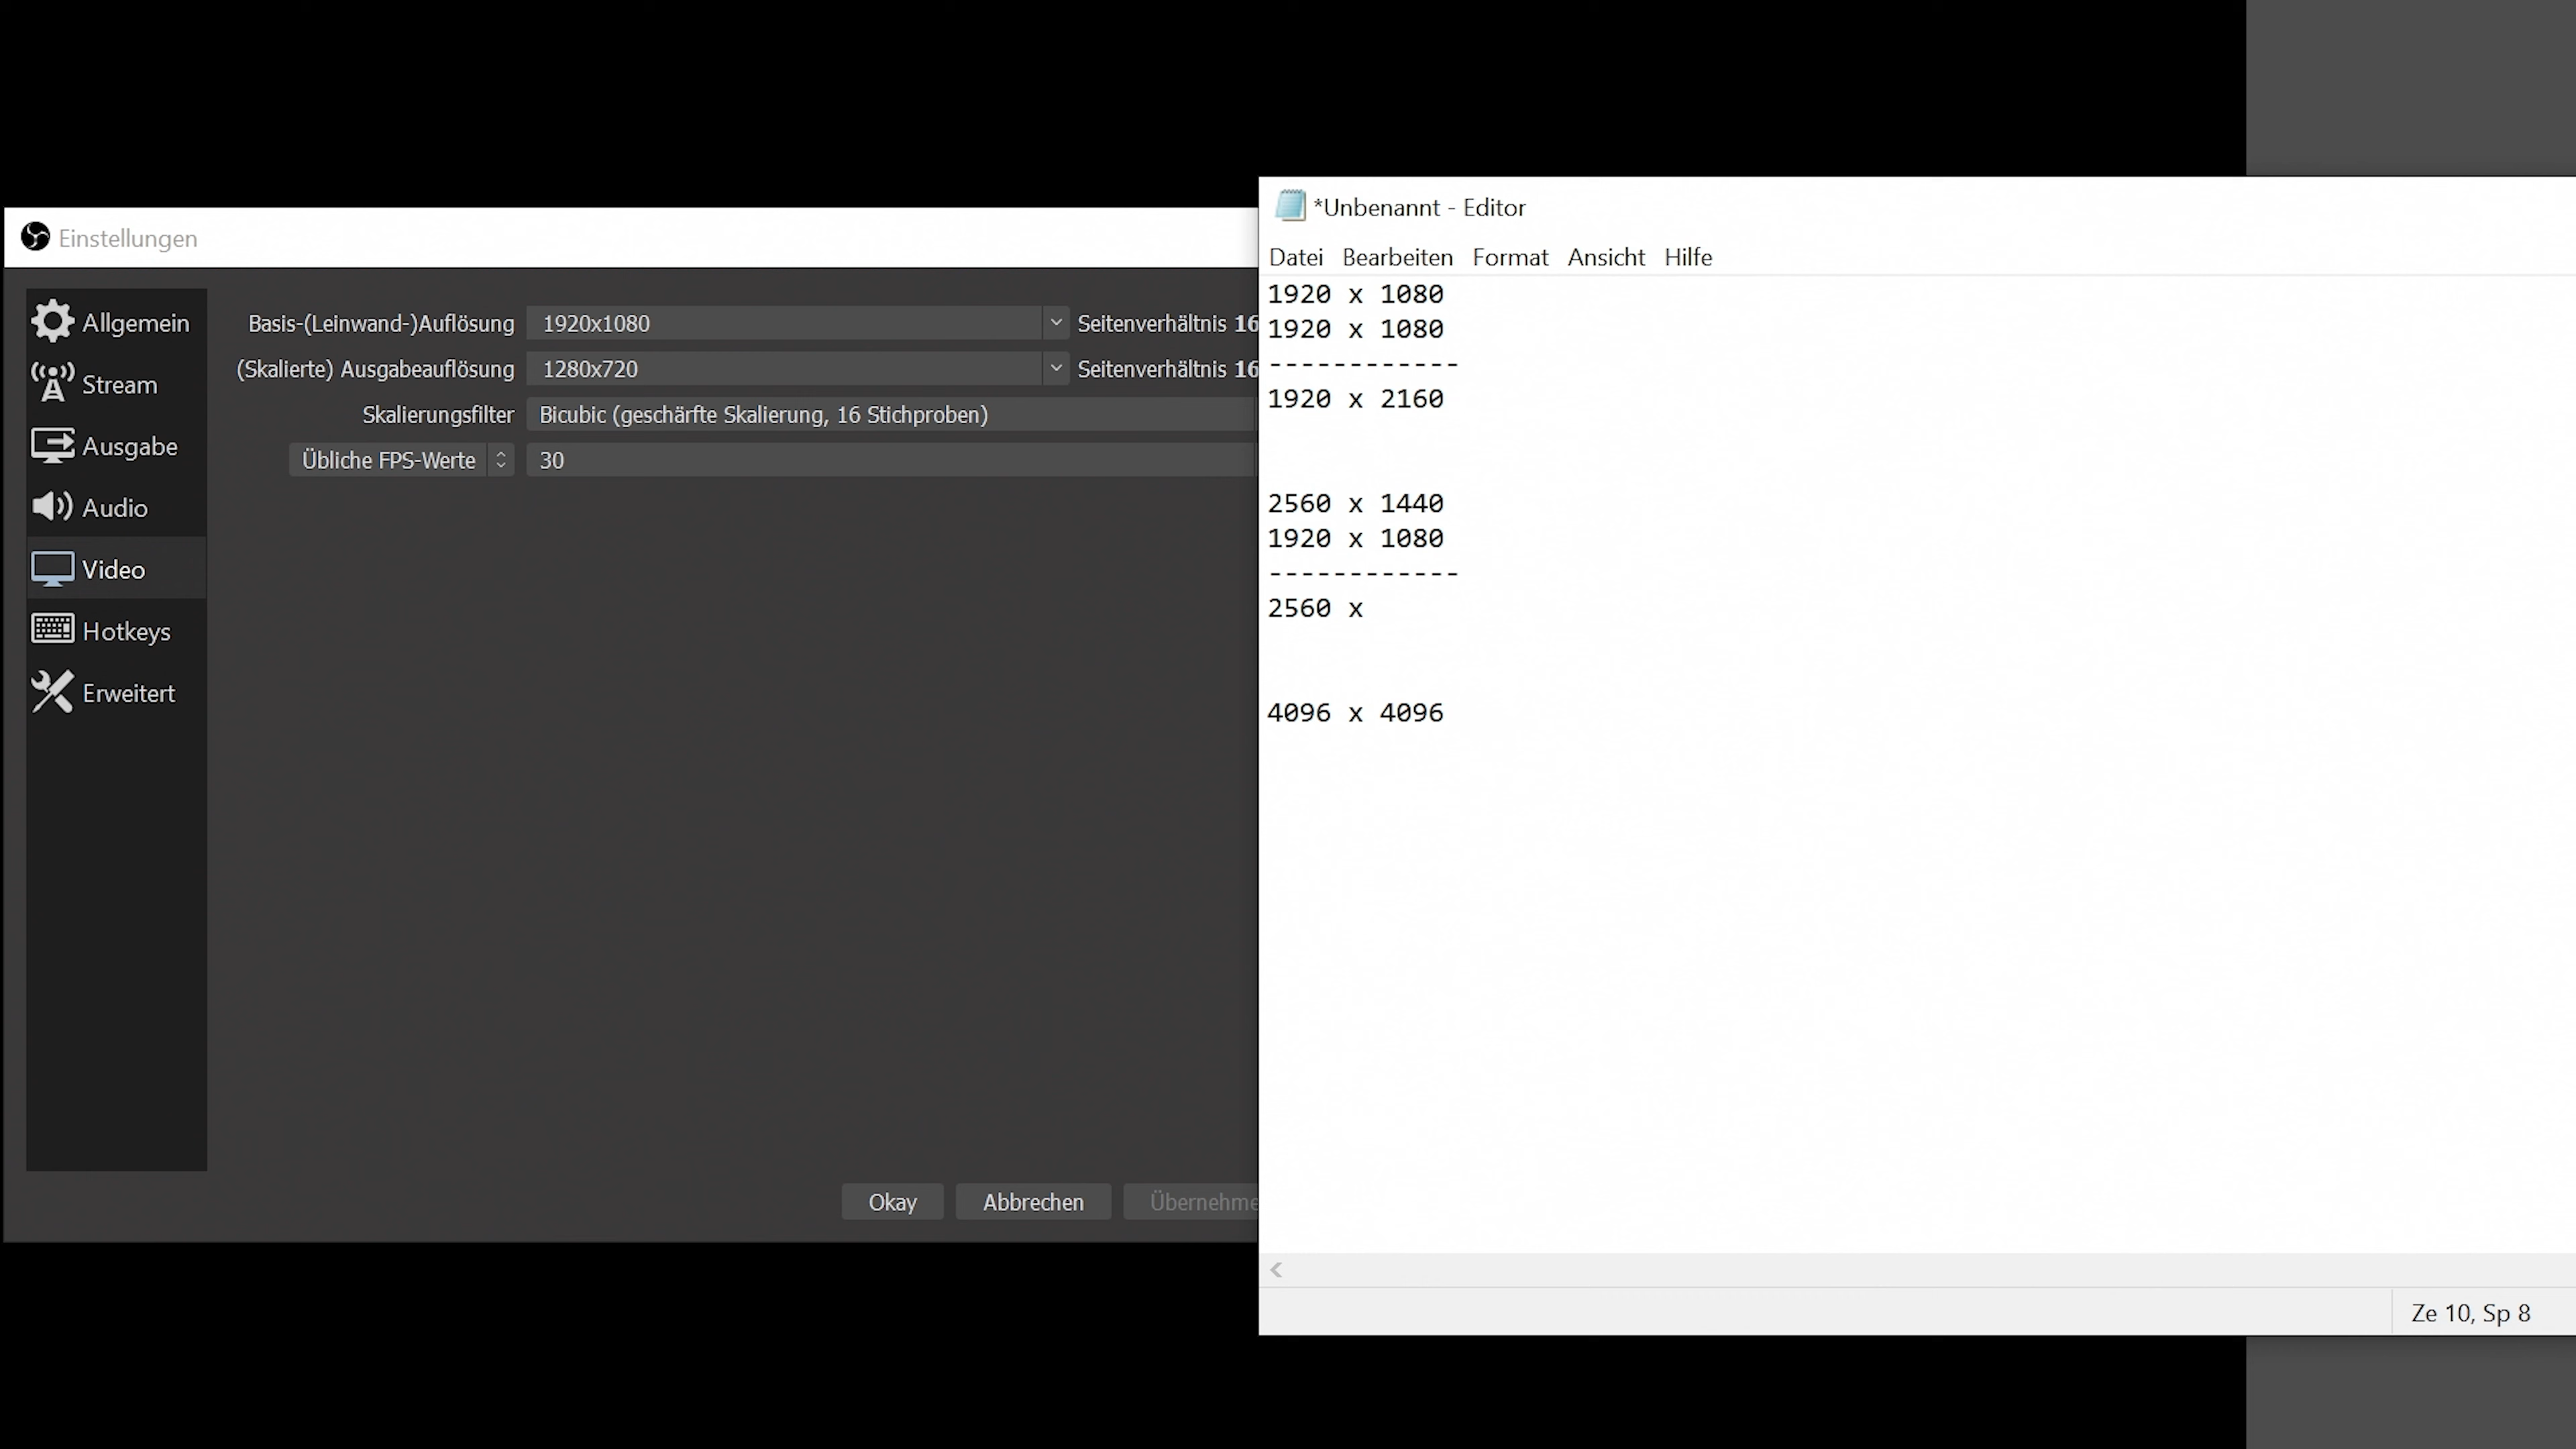 Einstellungen
Allgemein
Stream
Ausgabe
Audio
Video
Hotkeys
Erweitert
Basis-(Leinwand-)Auflösung 1920x1080 Seitenverhältnis 16
(Skalierte) Ausgabeauflösung 1280x720 Seitenverhältnis 16
Skalierungsfilter Bicubic (geschärfte Skalierung, 16 Stichproben)
Übliche FPS-Werte 30
Okay Abbrechen Übernehme
*Unbenannt - Editor
Datei Bearbeiten Format Ansicht Hilfe
1920 x 1080
1920 x 1080
------------
1920 x 2160
2560 x 1440
1920 x 1080
------------
2560 x
4096 x 4096
Ze 10, Sp 8